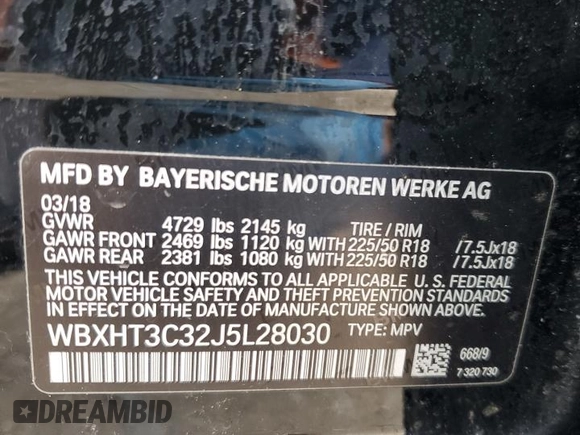 MFD BY BAYERISCHE MOTOREN WERKE AG
03/18
GVWR 4729 lbs 2145 kg TIRE / RIM
GAWR FRONT 2469 lbs 1120 kg WITH 225/50 R18 /7.5Jx18
GAWR REAR 2381 lbs 1080 kg WITH 225/50 R18 /7.5Jx18
THIS VEHICLE CONFORMS TO ALL APPLICABLE U. S. FEDERAL
MOTOR VEHICLE SAFETY AND THEFT PREVENTION STANDARDS
IN EFFECT ON THE DATE OF MANUFACTURE SHOWN ABOVE.
WBXHT3C32J5L28030 TYPE: MPV
668/9
7 320 730
DREAMBID